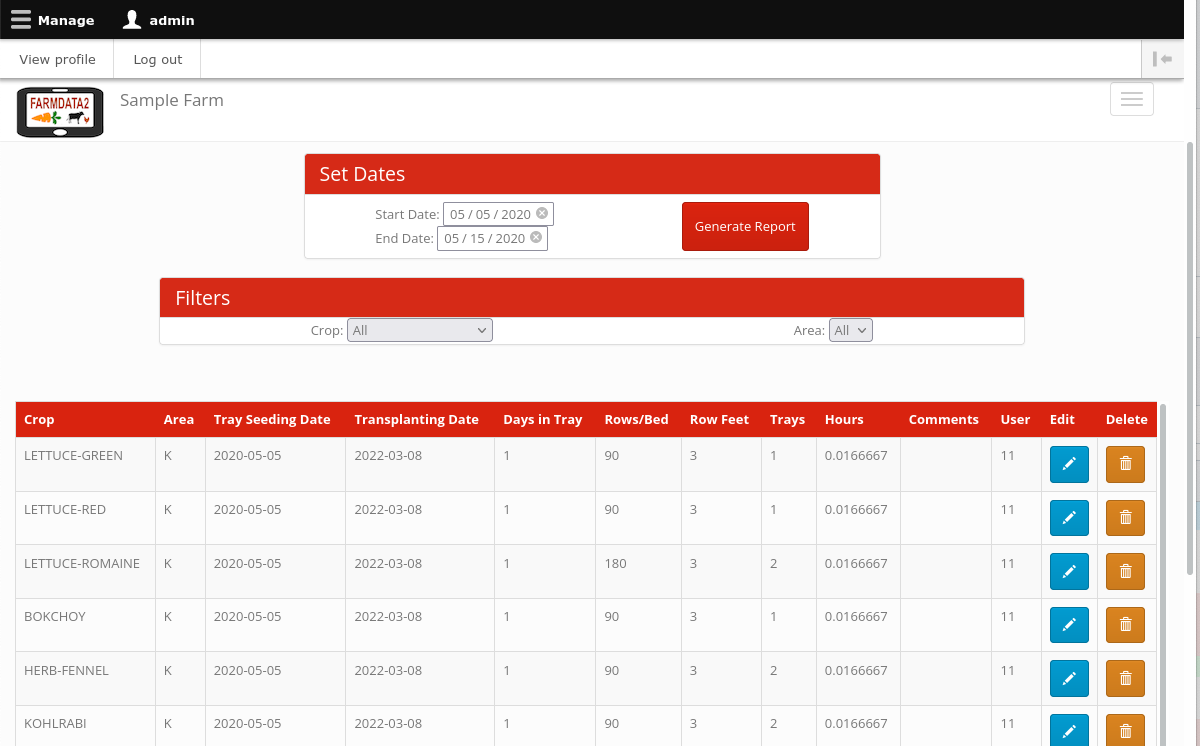 Manage admin
View profile Log out
FARMDATA2
Sample Farm
Set Dates
Start Date: 05 / 05 / 2020
End Date: 05 / 15 / 2020
Generate Report
Filters
Crop: All Area: All
Crop Area Tray Seeding Date Transplanting Date Days in Tray Rows/Bed Row Feet Trays Hours Comments User Edit Delete
LETTUCE-GREEN K 2020-05-05 2022-03-08 1 90 3 1 0.0166667 11
LETTUCE-RED K 2020-05-05 2022-03-08 1 90 3 1 0.0166667 11
LETTUCE-ROMAINE K 2020-05-05 2022-03-08 1 180 3 2 0.0166667 11
BOKCHOY K 2020-05-05 2022-03-08 1 90 3 1 0.0166667 11
HERB-FENNEL K 2020-05-05 2022-03-08 1 90 3 2 0.0166667 11
KOHLRABI K 2020-05-05 2022-03-08 1 90 3 2 0.0166667 11